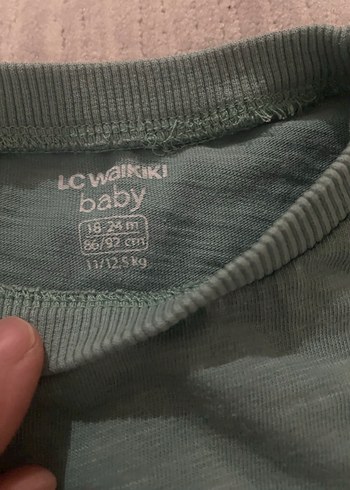 LC WAIKIKI
baby
18-24 m
86/92 cm
11/12,5 kg